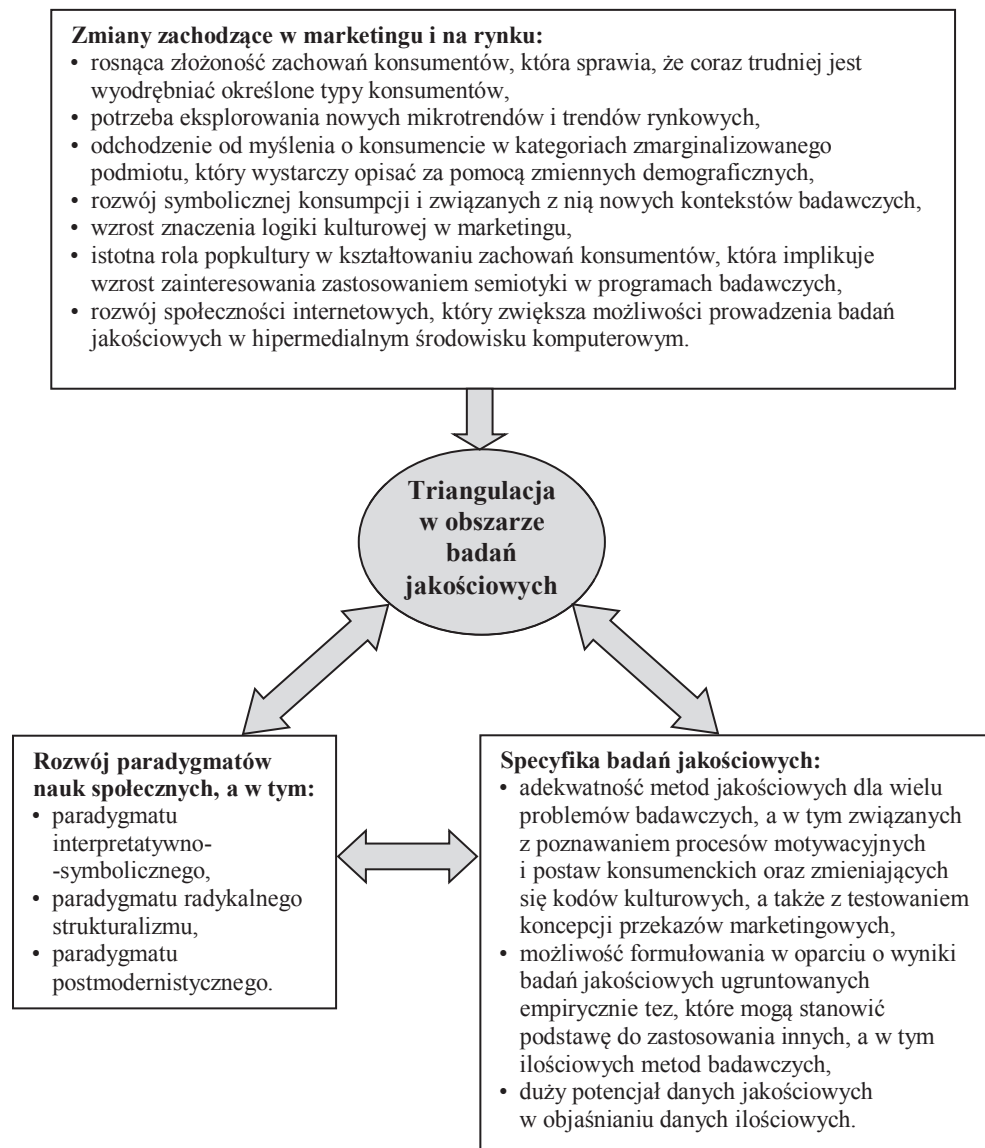 Zmiany zachodzące w marketingu i na rynku:
• rosnąca złożoność zachowań konsumentów, która sprawia, że coraz trudniej jest
wyodrębniać określone typy konsumentów,
• potrzeba eksplorowania nowych mikrotrendów i trendów rynkowych,
• odchodzenie od myślenia o konsumencie w kategoriach zmarginalizowanego
podmiotu, który wystarczy opisać za pomocą zmiennych demograficznych,
• rozwój symbolicznej konsumpcji i związanych z nią nowych kontekstów badawczych,
• wzrost znaczenia logiki kulturowej w marketingu,
• istotna rola popkultury w kształtowaniu zachowań konsumentów, która implikuje
wzrost zainteresowania zastosowaniem semiotyki w programach badawczych,
• rozwój społeczności internetowych, który zwiększa możliwości prowadzenia badań
jakościowych w hipermedialnym środowisku komputerowym.
Triangulacja
w obszarze
badań
jakościowych
Rozwój paradygmatów
nauk społecznych, a w tym:
• paradygmatu
interpretatywno-
-symbolicznego,
• paradygmatu radykalnego
strukturalizmu,
• paradygmatu
postmodernistycznego.
Specyfika badań jakościowych:
• adekwatność metod jakościowych dla wielu
problemów badawczych, a w tym związanych
z poznawaniem procesów motywacyjnych
i postaw konsumenckich oraz zmieniających
się kodów kulturowych, a także z testowaniem
koncepcji przekazów marketingowych,
• możliwość formułowania w oparciu o wyniki
badań jakościowych ugruntowanych
empirycznie tez, które mogą stanowić
podstawę do zastosowania innych, a w tym
ilościowych metod badawczych,
• duży potencjał danych jakościowych
w objaśnianiu danych ilościowych.